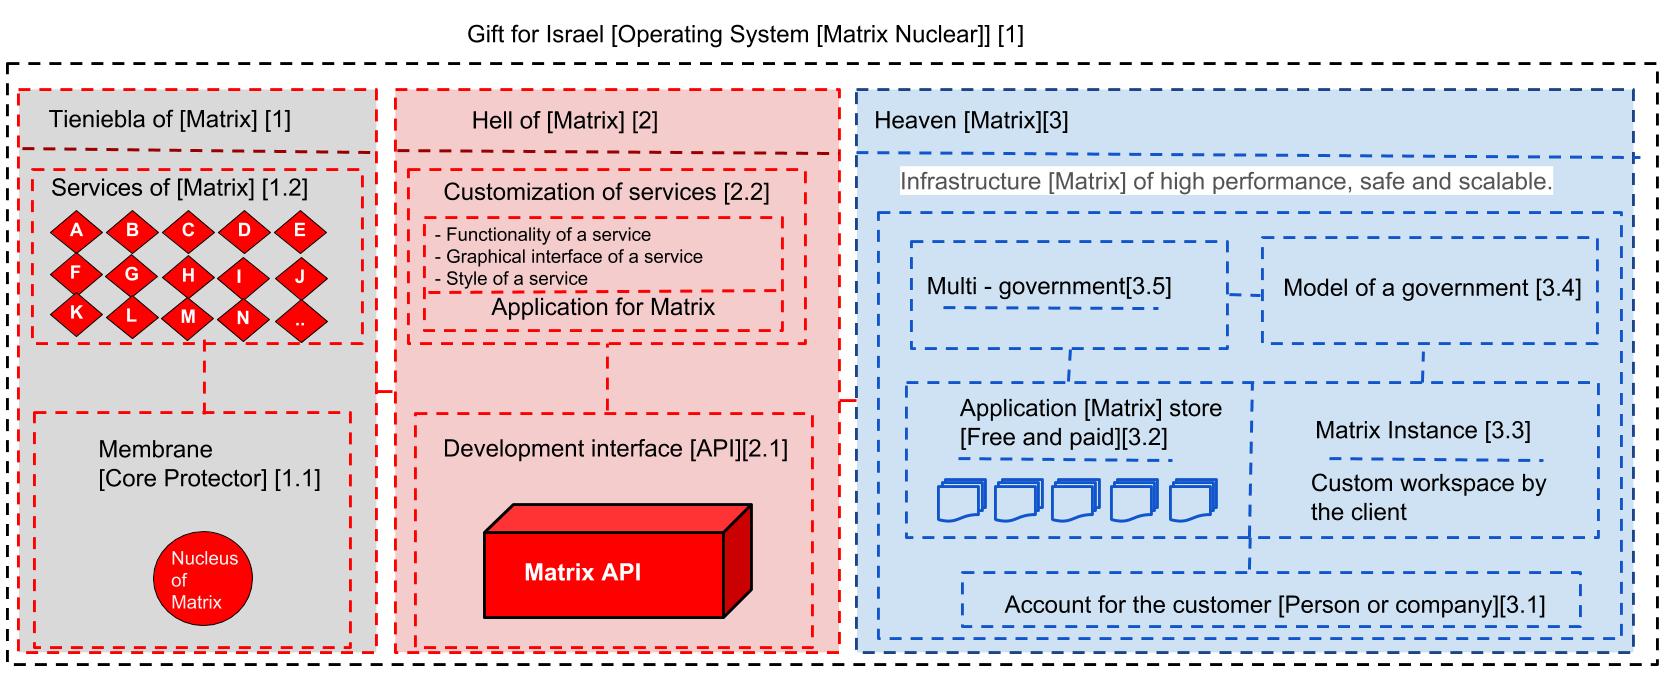 Gift for Israel [Operating System [Matrix Nuclear]] [1]
Tieniebla of [Matrix] [1]
Services of [Matrix] [1.2]
A B C D E
F G H I J
K L M N ..
Membrane
[Core Protector] [1.1]
Nucleus
of
Matrix
Hell of [Matrix] [2]
Customization of services [2.2]
- Functionality of a service
- Graphical interface of a service
- Style of a service
Application for Matrix
Development interface [API][2.1]
Matrix API
Heaven [Matrix][3]
Infrastructure [Matrix] of high performance, safe and scalable.
Multi - government[3.5]
Model of a government [3.4]
Application [Matrix] store
[Free and paid][3.2]
Matrix Instance [3.3]
Custom workspace by
the client
Account for the customer [Person or company][3.1]